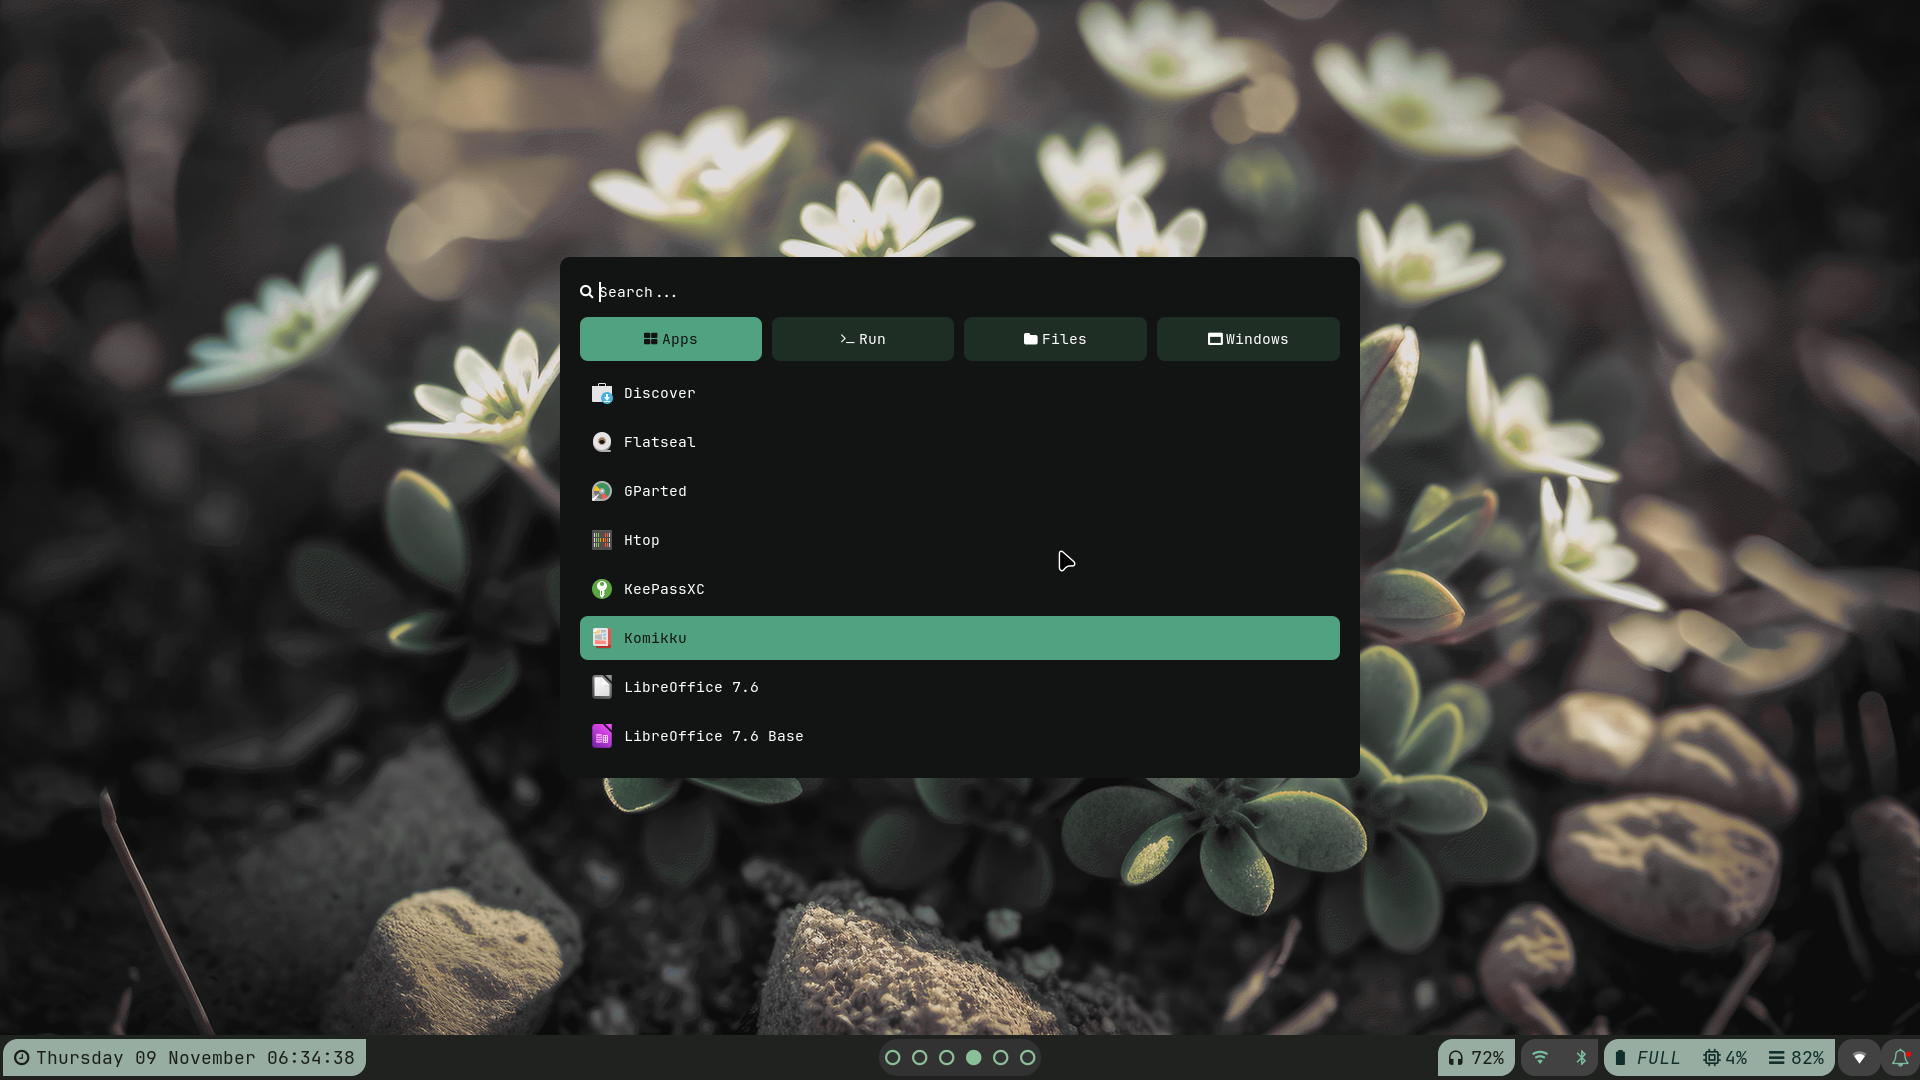 Search...
Apps Run Files Windows
Discover
Flatseal
GParted
Htop
KeePassXC
Komikku
LibreOffice 7.6
LibreOffice 7.6 Base
Thursday 09 November 06:34:38 72% FULL 4% 82%